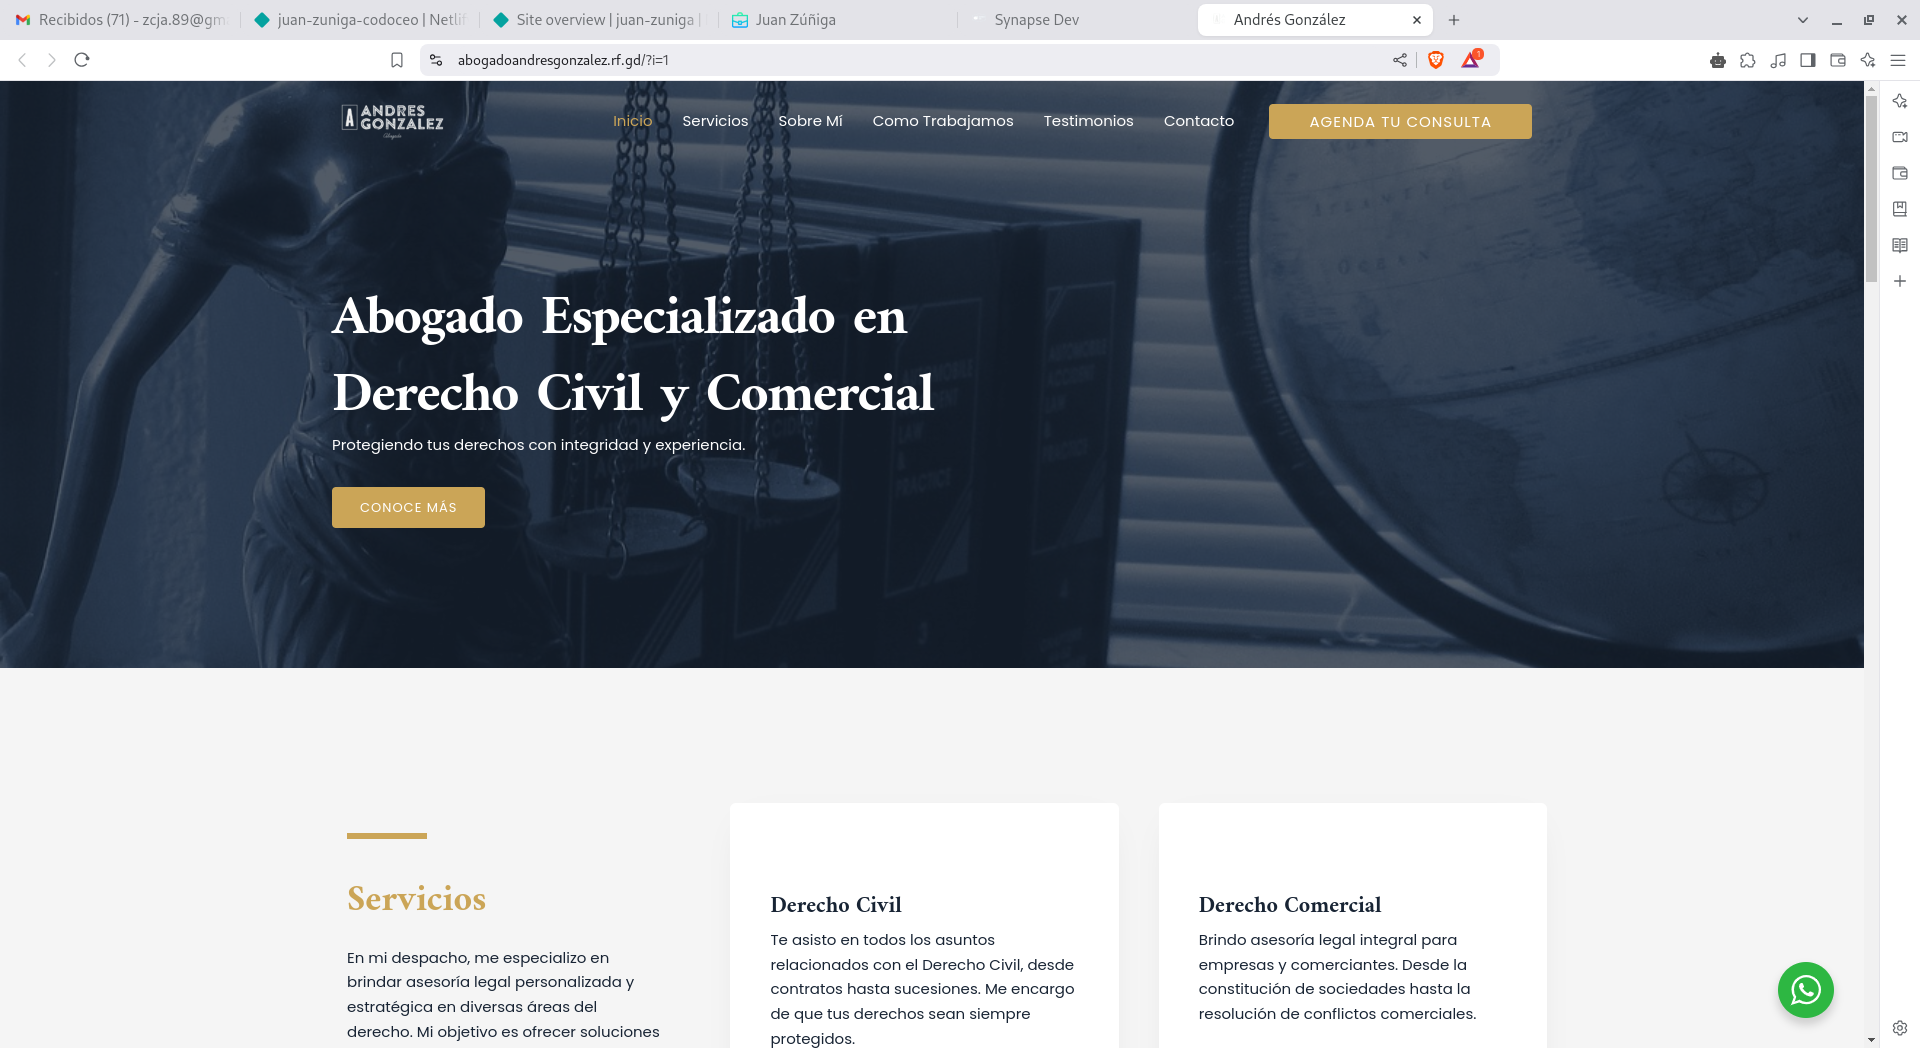 Recibidos (71) - zcja.89@gm
juan-zuniga-codoceo | Netlif
Site overview | juan-zuniga |
Juan Zúñiga
Synapse Dev
Andrés González
abogadoandresgonzalez.rf.gd/?i=1
1
A ANDRES
GONZALEZ
Inicio
Servicios
Sobre Mí
Como Trabajamos
Testimonios
Contacto
AGENDA TU CONSULTA
Abogado Especializado en
Derecho Civil y Comercial
Protegiendo tus derechos con integridad y experiencia.
CONOCE MÁS
Servicios
En mi despacho, me especializo en
brindar asesoría legal personalizada y
estratégica en diversas áreas del
derecho. Mi objetivo es ofrecer soluciones
Derecho Civil
Te asisto en todos los asuntos
relacionados con el Derecho Civil, desde
contratos hasta sucesiones. Me encargo
de que tus derechos sean siempre
protegidos.
Derecho Comercial
Brindo asesoría legal integral para
empresas y comerciantes. Desde la
constitución de sociedades hasta la
resolución de conflictos comerciales.